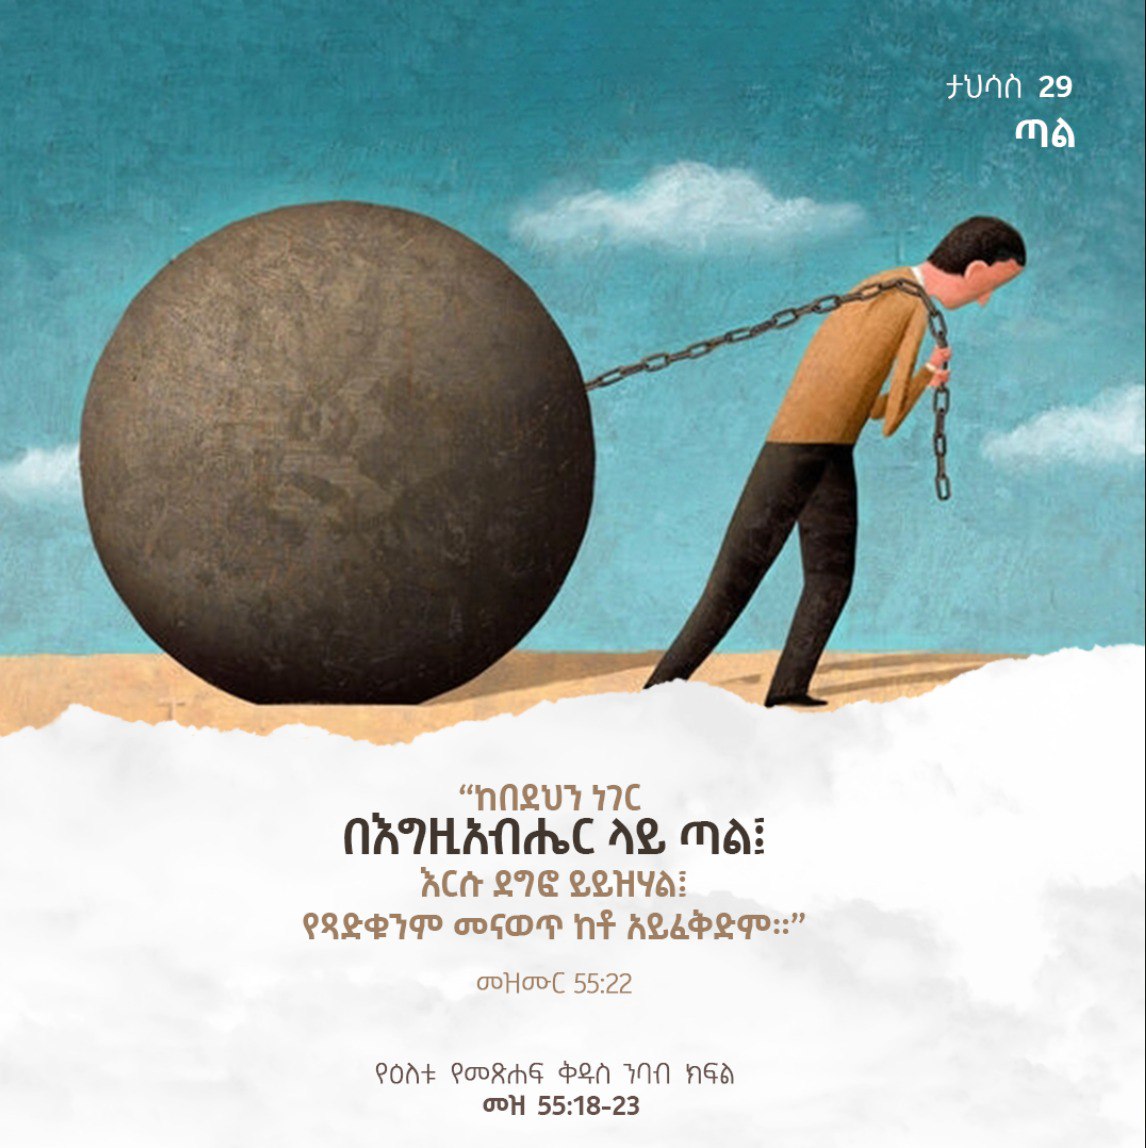 ታህሳስ 29
ጣል
“ከበደህን ነገር
በእግዚአብሔር ላይ ጣል፤
እርሱ ደግፎ ይይዝሃል፤
የጻድቁንም መናወጥ ከቶ አይፈቅድም።”
መዝሙር 55:22
የዕለቱ የመጽሐፍ ቅዱስ ንባብ ክፍል
መዝ 55:18-23